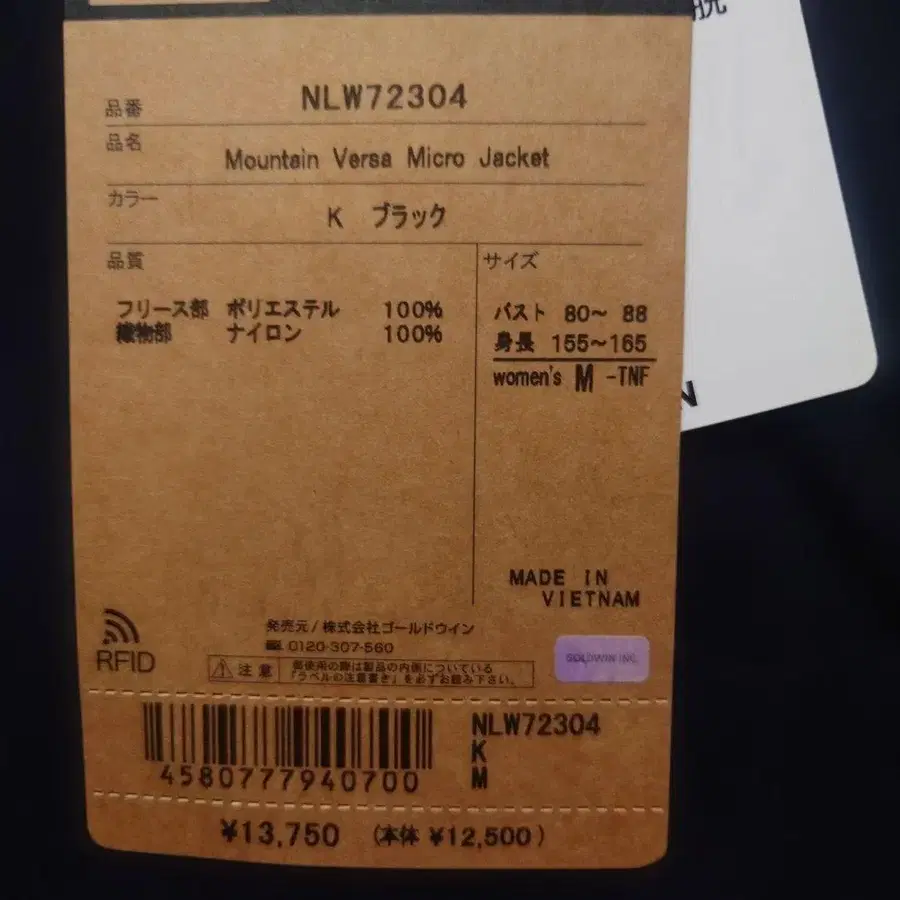 品番 NLW72304
品名
Mountain Versa Micro Jacket
カラー
K ブラック
品質
フリース部 ポリエステル 100%
織物部 ナイロン 100%
サイズ
バスト 80～ 88
身長 155～165
women's M -TNF
MADE IN
VIETNAM
RFID
発売元/株式会社ゴールドウイン
0120-307-560
注意
御使用の際は製品の内側についている
「ラベルの注意書き」を必ずお読み下さい。
GOLDWIN INC.
4580777940700
NLW72304
K
M
¥13,750 (本体 ¥12,500)
N